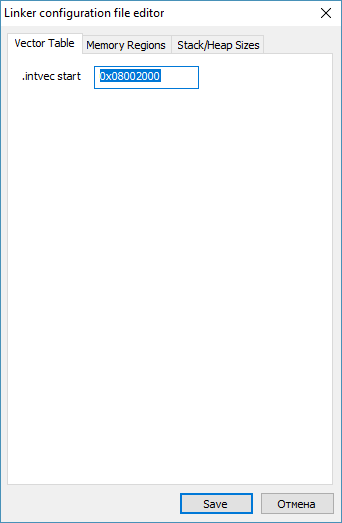 Linker configuration file editor
Vector Table Memory Regions Stack/Heap Sizes
.intvec start 0x08002000
Save Отмена